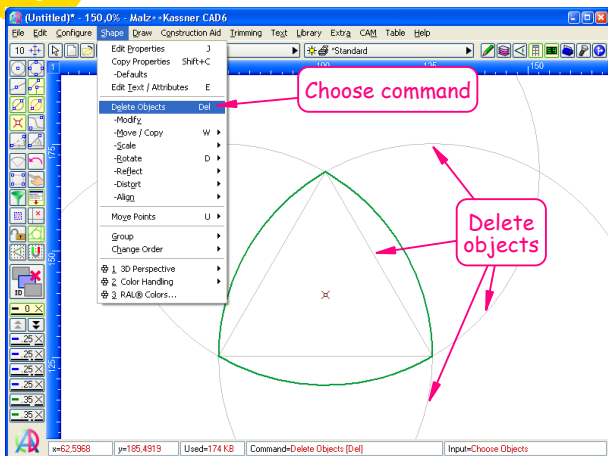 (Untitled)* - 150,0% - Malz++Kassner CAD6
File Edit Configure Shape Draw Construction Aid Trimming Text Library Extra CAM Table Help
10
*Standard
Edit Properties J
Copy Properties Shift+C
-Defaults
Edit Text / Attributes E
Delete Objects Del
-Modify
-Move / Copy W
-Scale
-Rotate D
-Reflect
-Distort
-Align
Move Points U
Group
Change Order
1 3D Perspective
2 Color Handling
3 RAL® Colors...
Choose command
Delete
objects
1
100
125
150
175
150
125
ID
0
.25
.25
.25
.25
.35
.35
x=62,5968 y=185,4919 Used=174 KB Command=Delete Objects [Del] Input=Choose Objects